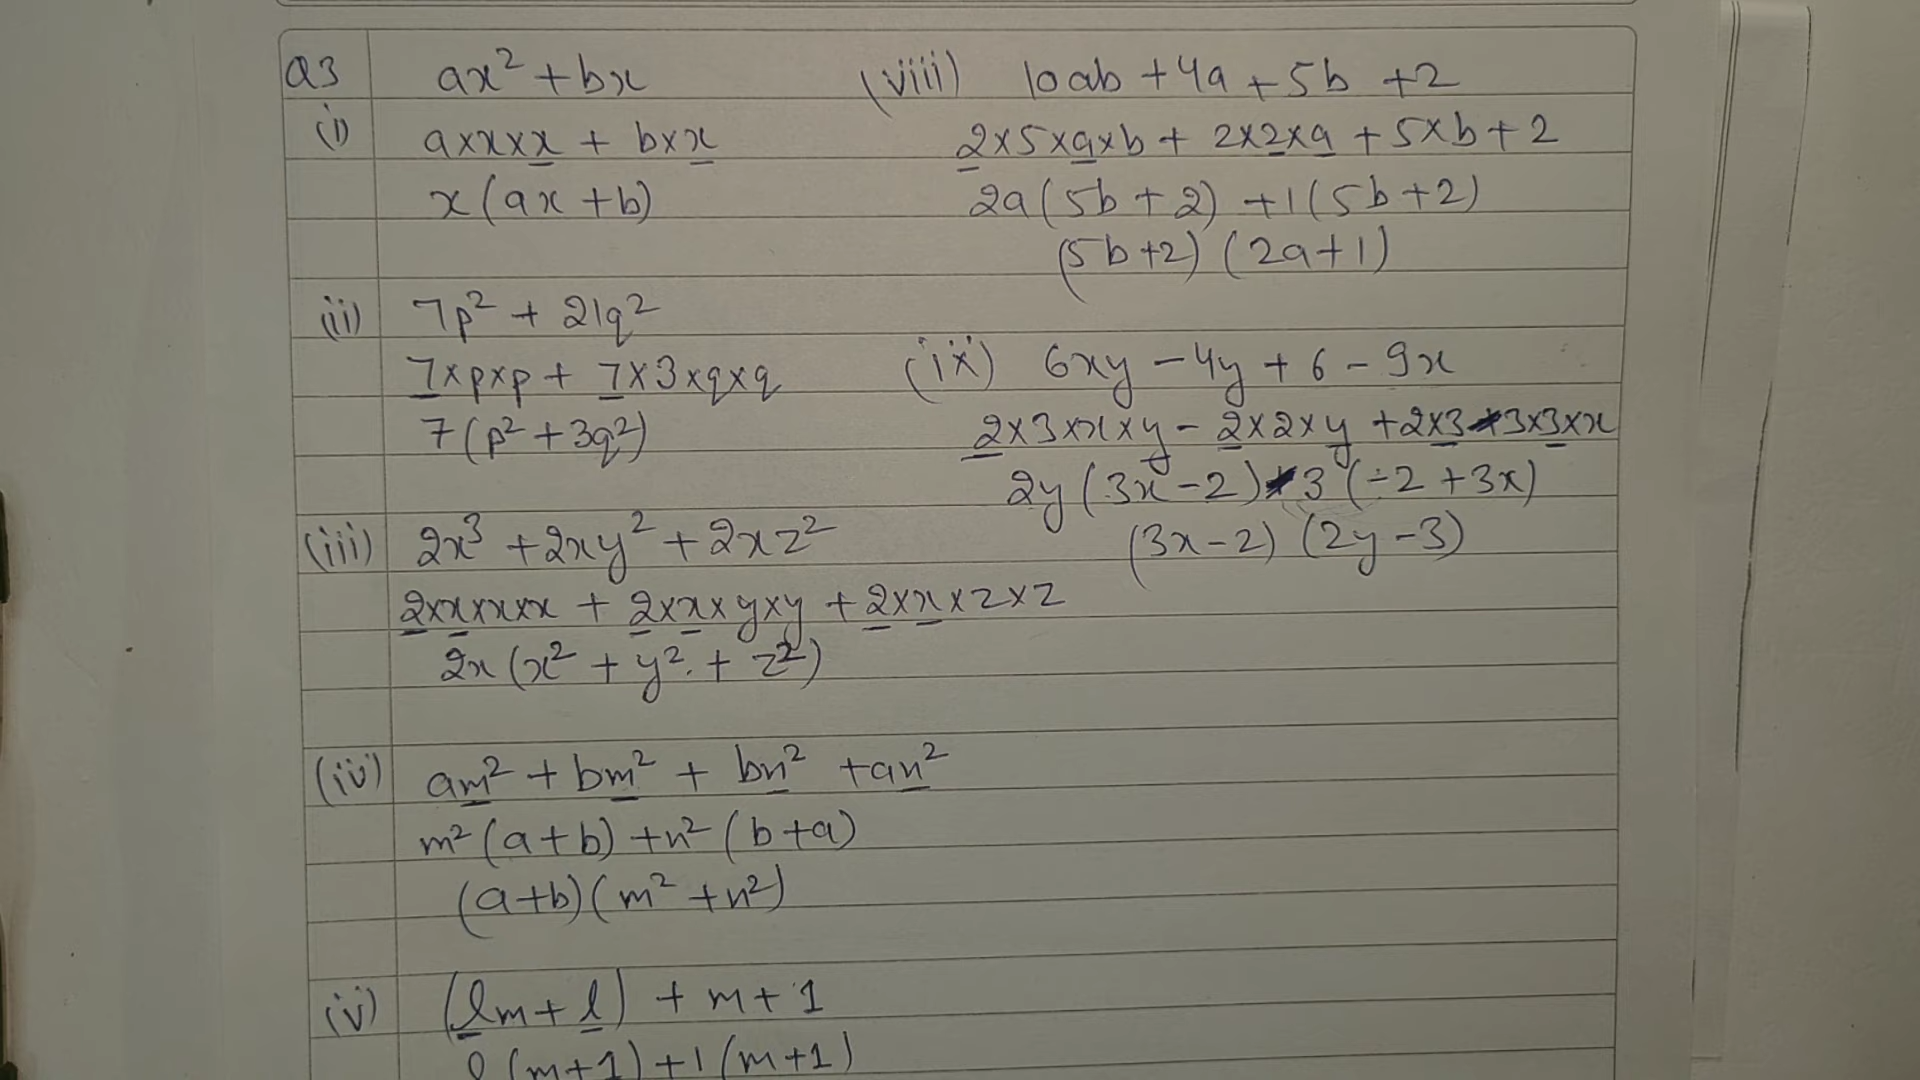 Q3 ax² + bx
(i) a×x×x + b×x
x(ax + b)
(ii) 7p² + 21q²
7×p×p + 7×3×q×q
7(p² + 3q²)
(iii) 2x³ + 2xy² + 2xz²
2×x×x×x + 2×x×y×y + 2×x×z×z
2x(x² + y² + z²)
(iv) am² + bm² + bn² + an²
m²(a+b) + n²(b+a)
(a+b)(m² + n²)
(v) (lm + l) + m + 1
l(m+1) + 1(m+1)
(viii) 10ab + 4a + 5b + 2
2×5×a×b + 2×2×a + 5×b + 2
2a(5b + 2) + 1(5b + 2)
(5b+2) (2a+1)
(ix) 6xy - 4y + 6 - 9x
2×3×x×y - 2×2×y + 2×3 - 3×3×x
2y(3x - 2) - 3(-2 + 3x)
(3x - 2) (2y - 3)